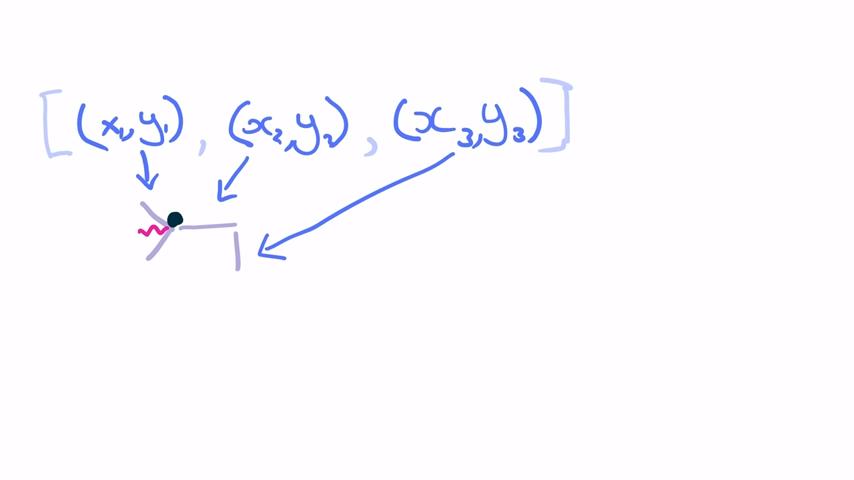 [(x₁,y₁), (x₂,y₂), (x₃,y₃)]